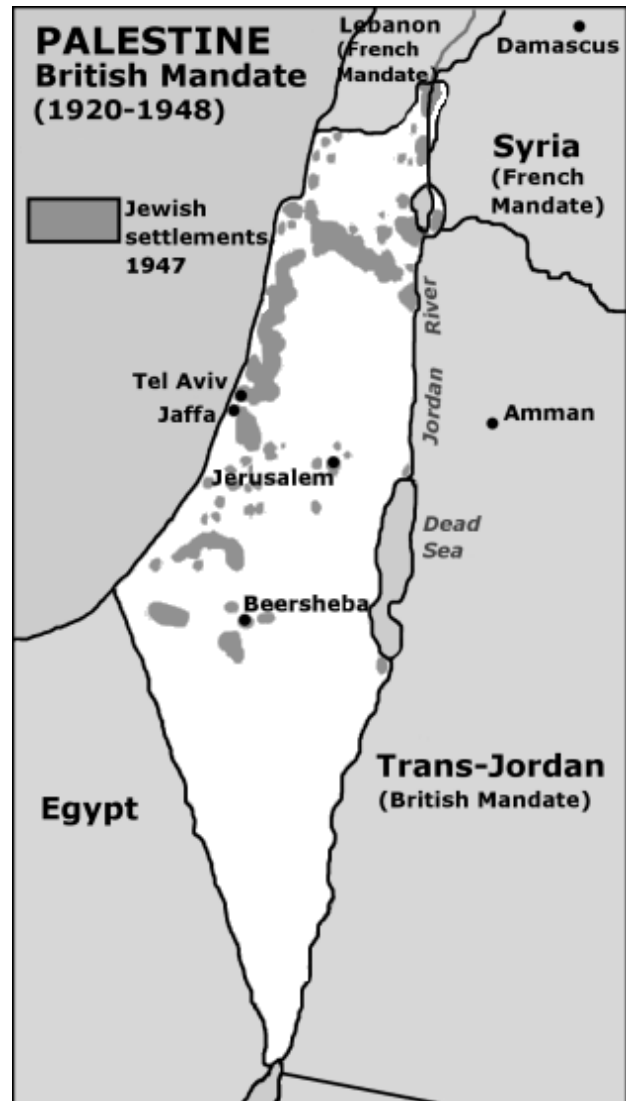 PALESTINE
British Mandate
(1920-1948)
Lebanon
(French
Mandate)
Damascus
Syria
(French
Mandate)
Jewish
settlements,
1947
River
Jordan
Tel Aviv
Jaffa
Amman
Jerusalem
Dead
Sea
Beersheba
Trans-Jordan
(British Mandate)
Egypt